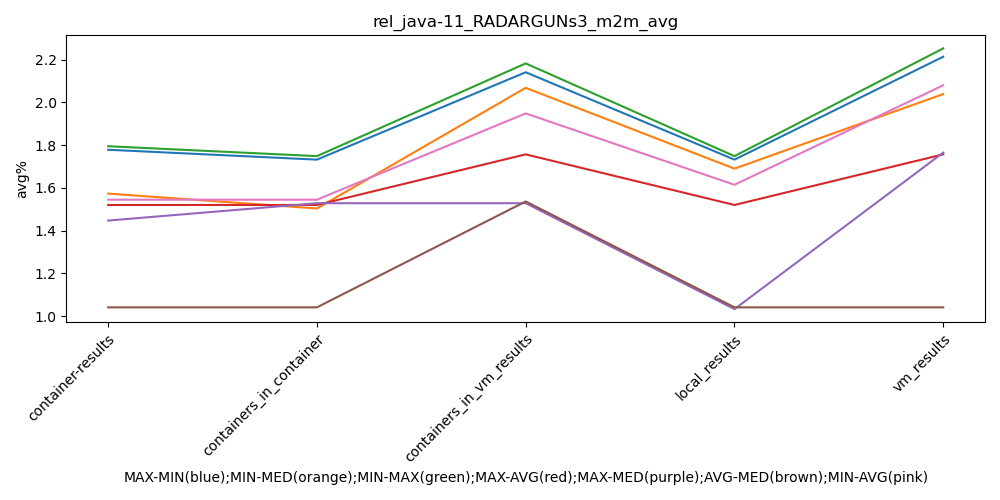 rel_java-11_RADARGUNs3_m2m_avg
avg%
2.2
2.0
1.8
1.6
1.4
1.2
1.0
container-results
containers_in_container
containers_in_vm_results
local_results
vm_results
MAX-MIN(blue);MIN-MED(orange);MIN-MAX(green);MAX-AVG(red);MAX-MED(purple);AVG-MED(brown);MIN-AVG(pink)